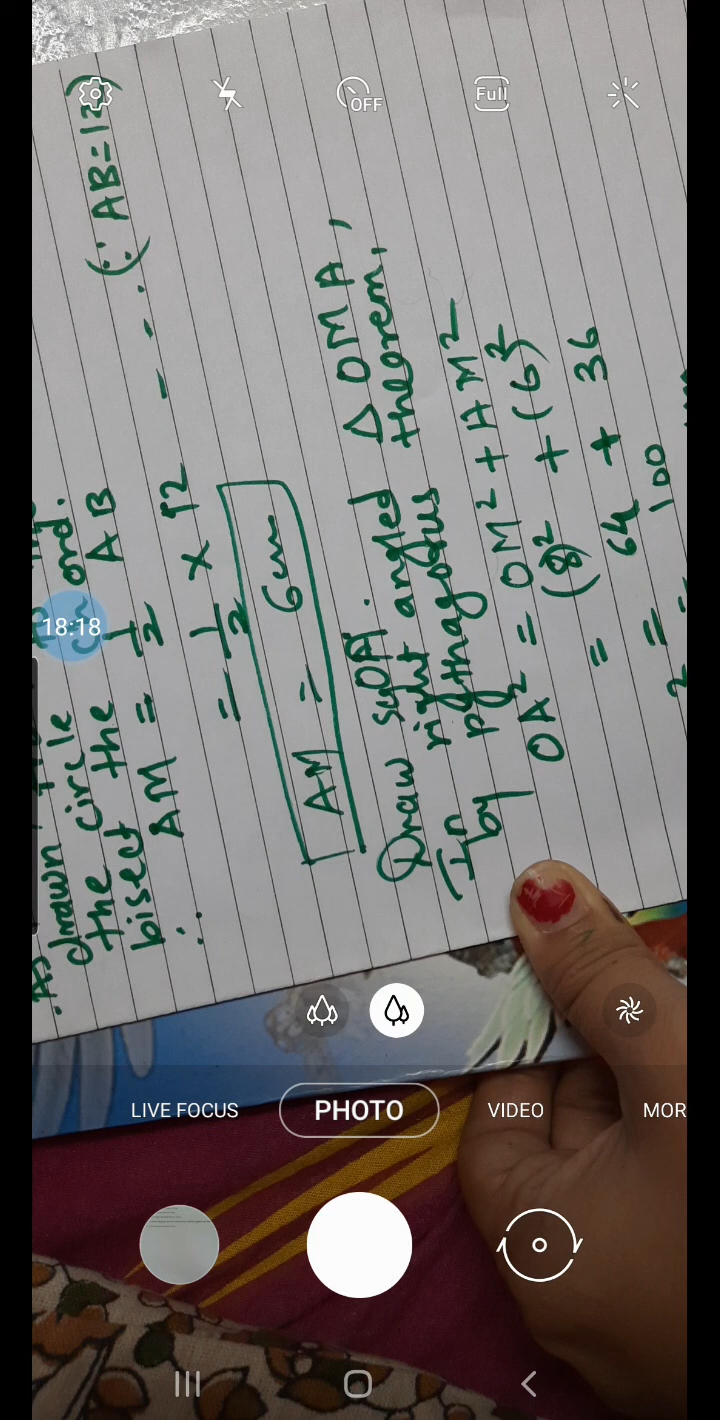 OFF
Full
18:18
drawn
the circle
bisect the
chord.
∴ AM = 1/2 AB
= 1/2 × 12 - - - . (∵ AB=12)
AM = 6cm
Draw seg OA.
In right angled Δ OMA,
by pythagorus theorem,
OA² = OM² + AM²
= (8)² + (6)²
= 64 + 36
= 100
LIVE FOCUS
PHOTO
VIDEO
MOR